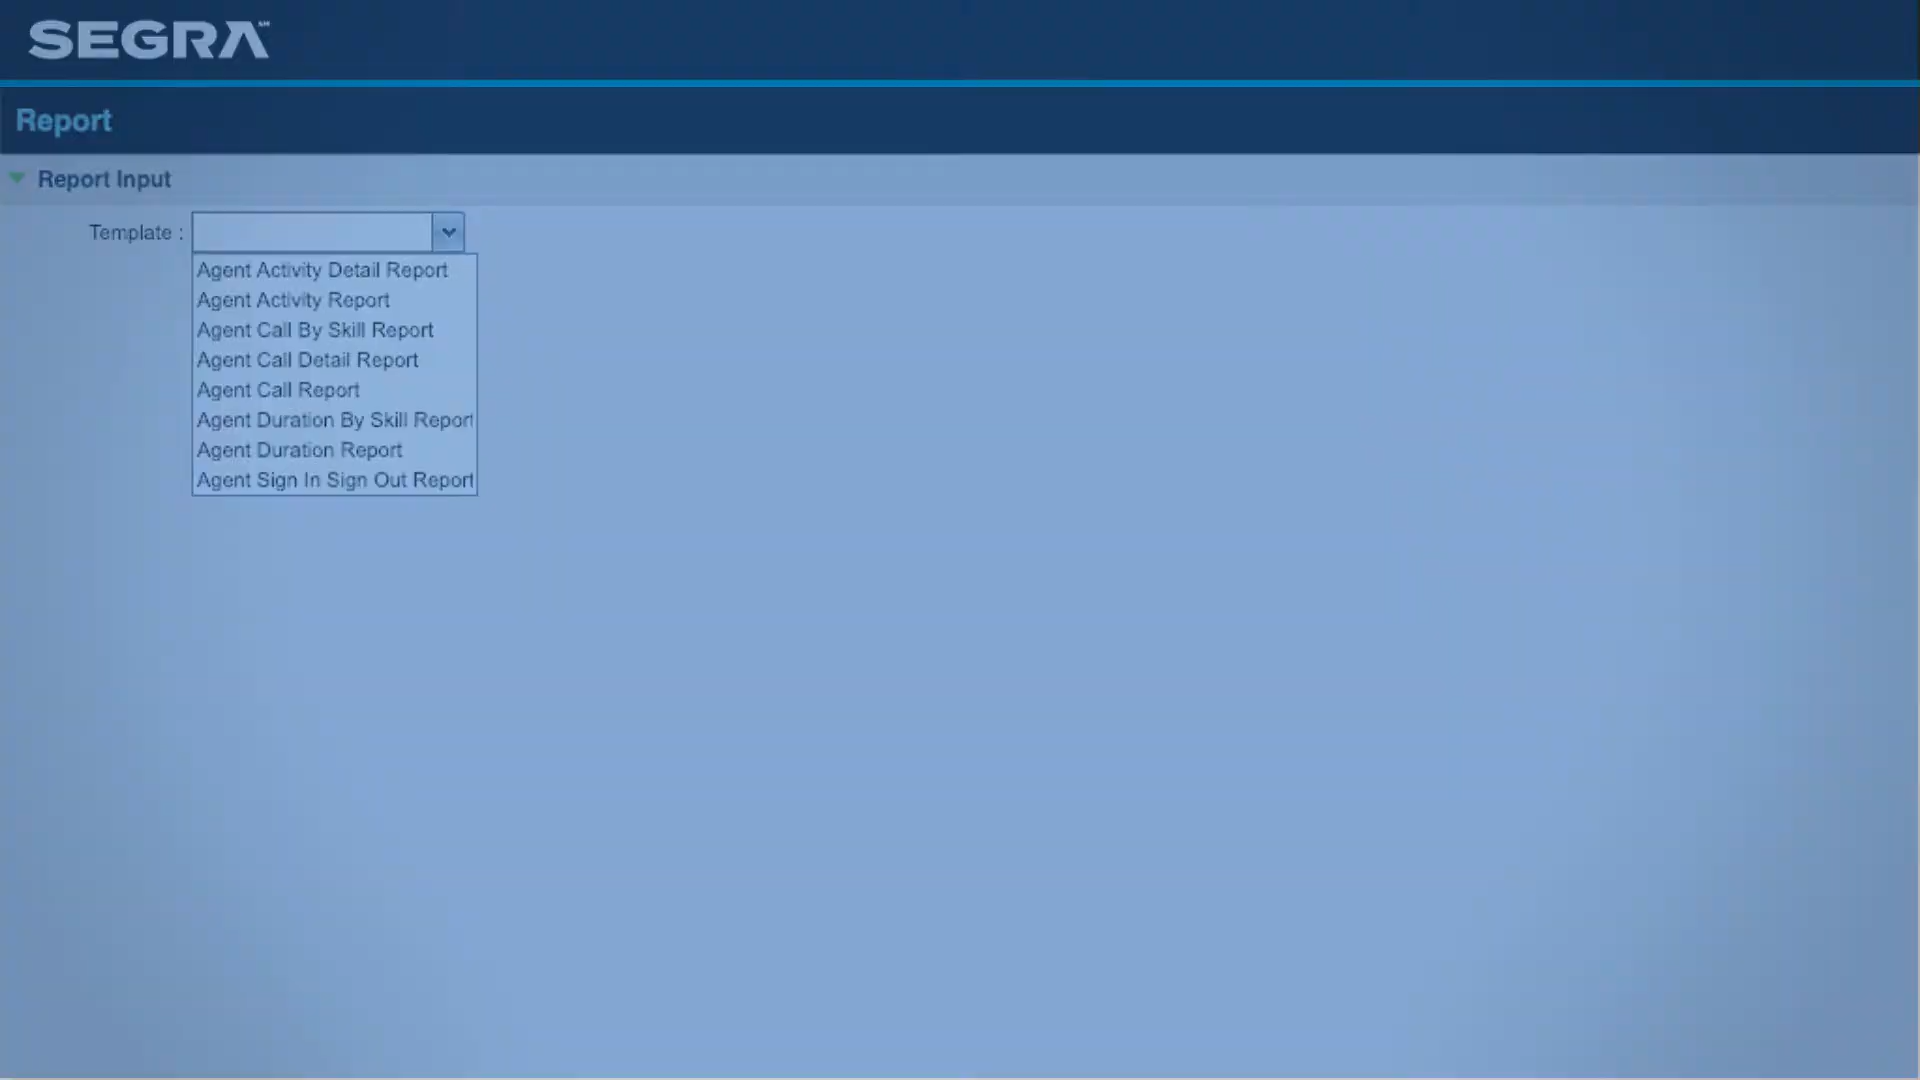 SEGRA℠
Report
Report Input
Template :
Agent Activity Detail Report
Agent Activity Report
Agent Call By Skill Report
Agent Call Detail Report
Agent Call Report
Agent Duration By Skill Report
Agent Duration Report
Agent Sign In Sign Out Report